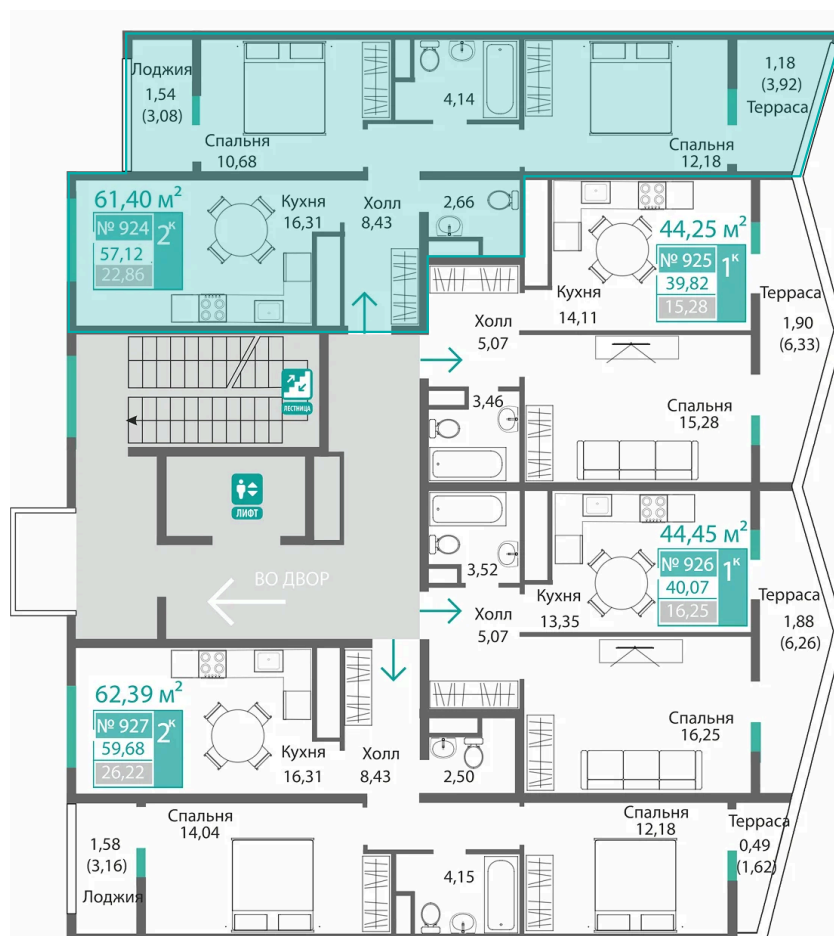 Лоджия
1,54
(3,08)
4,14
1,18
(3,92)
Терраса
Спальня
10,68
Спальня
12,18
61,40 м²
№ 924
2к
57,12
22,86
Кухня
16,31
Холл
8,43
2,66
44,25 м²
№ 925
1к
39,82
15,28
Кухня
14,11
Терраса
1,90
(6,33)
Холл
5,07
ЛЕСТНИЦА
3,46
Спальня
15,28
ЛИФТ
44,45 м²
№ 926
1к
40,07
16,25
3,52
ВО ДВОР
Кухня
13,35
Терраса
1,88
(6,26)
Холл
5,07
62,39 м²
№ 927
2к
59,68
26,22
Кухня
16,31
Холл
8,43
2,50
Спальня
16,25
Спальня
14,04
Спальня
12,18
Терраса
0,49
(1,62)
1,58
(3,16)
Лоджия
4,15